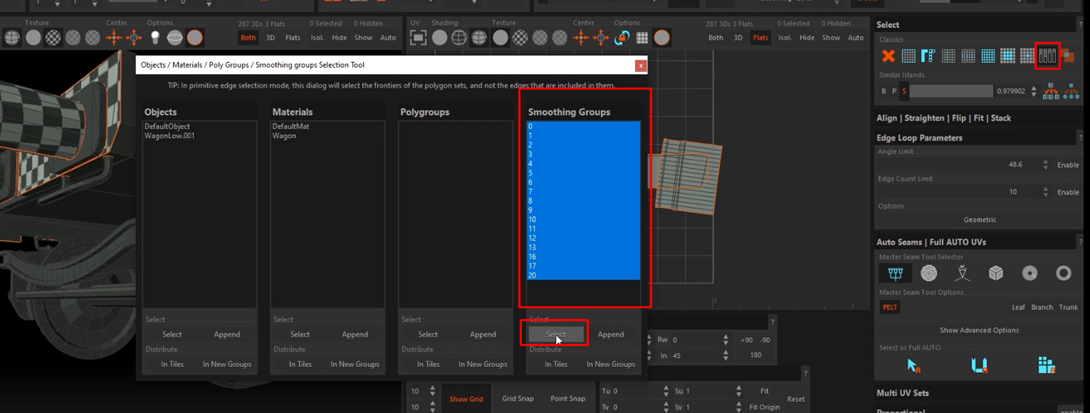 Center Options
Texture
287 3Ds 3 Flats 0 Selected 0 Hidden
Both 3D Flats Isol. Hide Show Auto
UV Shading Texture Center Options
287 3Ds 3 Flats 0 Selected 0 Hidden
Both 3D Flats Isol. Hide Show Auto
Objects / Materials / Poly Groups / Smoothing groups Selection Tool
x
TIP: In primitive edge selection mode, this dialog will select the frontiers of the polygon sets, and not the edges that are included in them.
Objects
DefaultObject
WagonLow.001
Select
Select Append
Distribute
In Tiles In New Groups
Materials
DefaultMat
Wagon
Select
Select Append
Distribute
In Tiles In New Groups
Polygroups
Select
Select Append
Distribute
In Tiles In New Groups
Smoothing Groups
0
1
2
3
4
5
6
7
8
9
10
11
12
13
16
17
20
Select
Select Append
Distribute
In Tiles In New Groups
1
?
Rw 0 +90 -90
In 45 180
?
10 Show Grid Grid Snap Point Snap
10
Tu 0 Su 1 Fit Reset
Tv 0 Sv 1 Fit Origin
Select ?
Classics
Similar Islands
B P S 0.979902
Align | Straighten | Flip | Fit | Stack
Edge Loop Parameters ?
Angle Limit
48.6 Enable
Edge Count Limit
10 Enable
Options
Geometric
Auto Seams | Full AUTO UVs ?
Master Seam Tool Selector
Master Seam Tool Options
PELT Leaf Branch Trunk
Show Advanced Options
Select or Full AUTO
Multi UV Sets